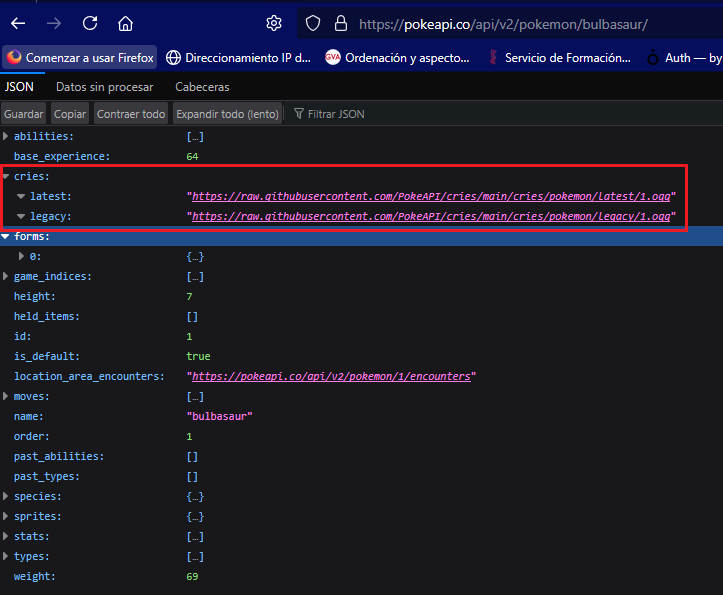 https://pokeapi.co/api/v2/pokemon/bulbasaur/
Comenzar a usar Firefox Direccionamiento IP d... GVA Ordenación y aspecto... Servicio de Formación... Auth — by
JSON Datos sin procesar Cabeceras
Guardar Copiar Contraer todo Expandir todo (lento) Filtrar JSON
abilities: […]
base_experience: 64
cries:
latest: "https://raw.githubusercontent.com/PokeAPI/cries/main/cries/pokemon/latest/1.ogg"
legacy: "https://raw.githubusercontent.com/PokeAPI/cries/main/cries/pokemon/legacy/1.ogg"
forms:
0: {…}
game_indices: […]
height: 7
held_items: []
id: 1
is_default: true
location_area_encounters: "https://pokeapi.co/api/v2/pokemon/1/encounters"
moves: […]
name: "bulbasaur"
order: 1
past_abilities: []
past_types: []
species: {…}
sprites: {…}
stats: […]
types: […]
weight: 69